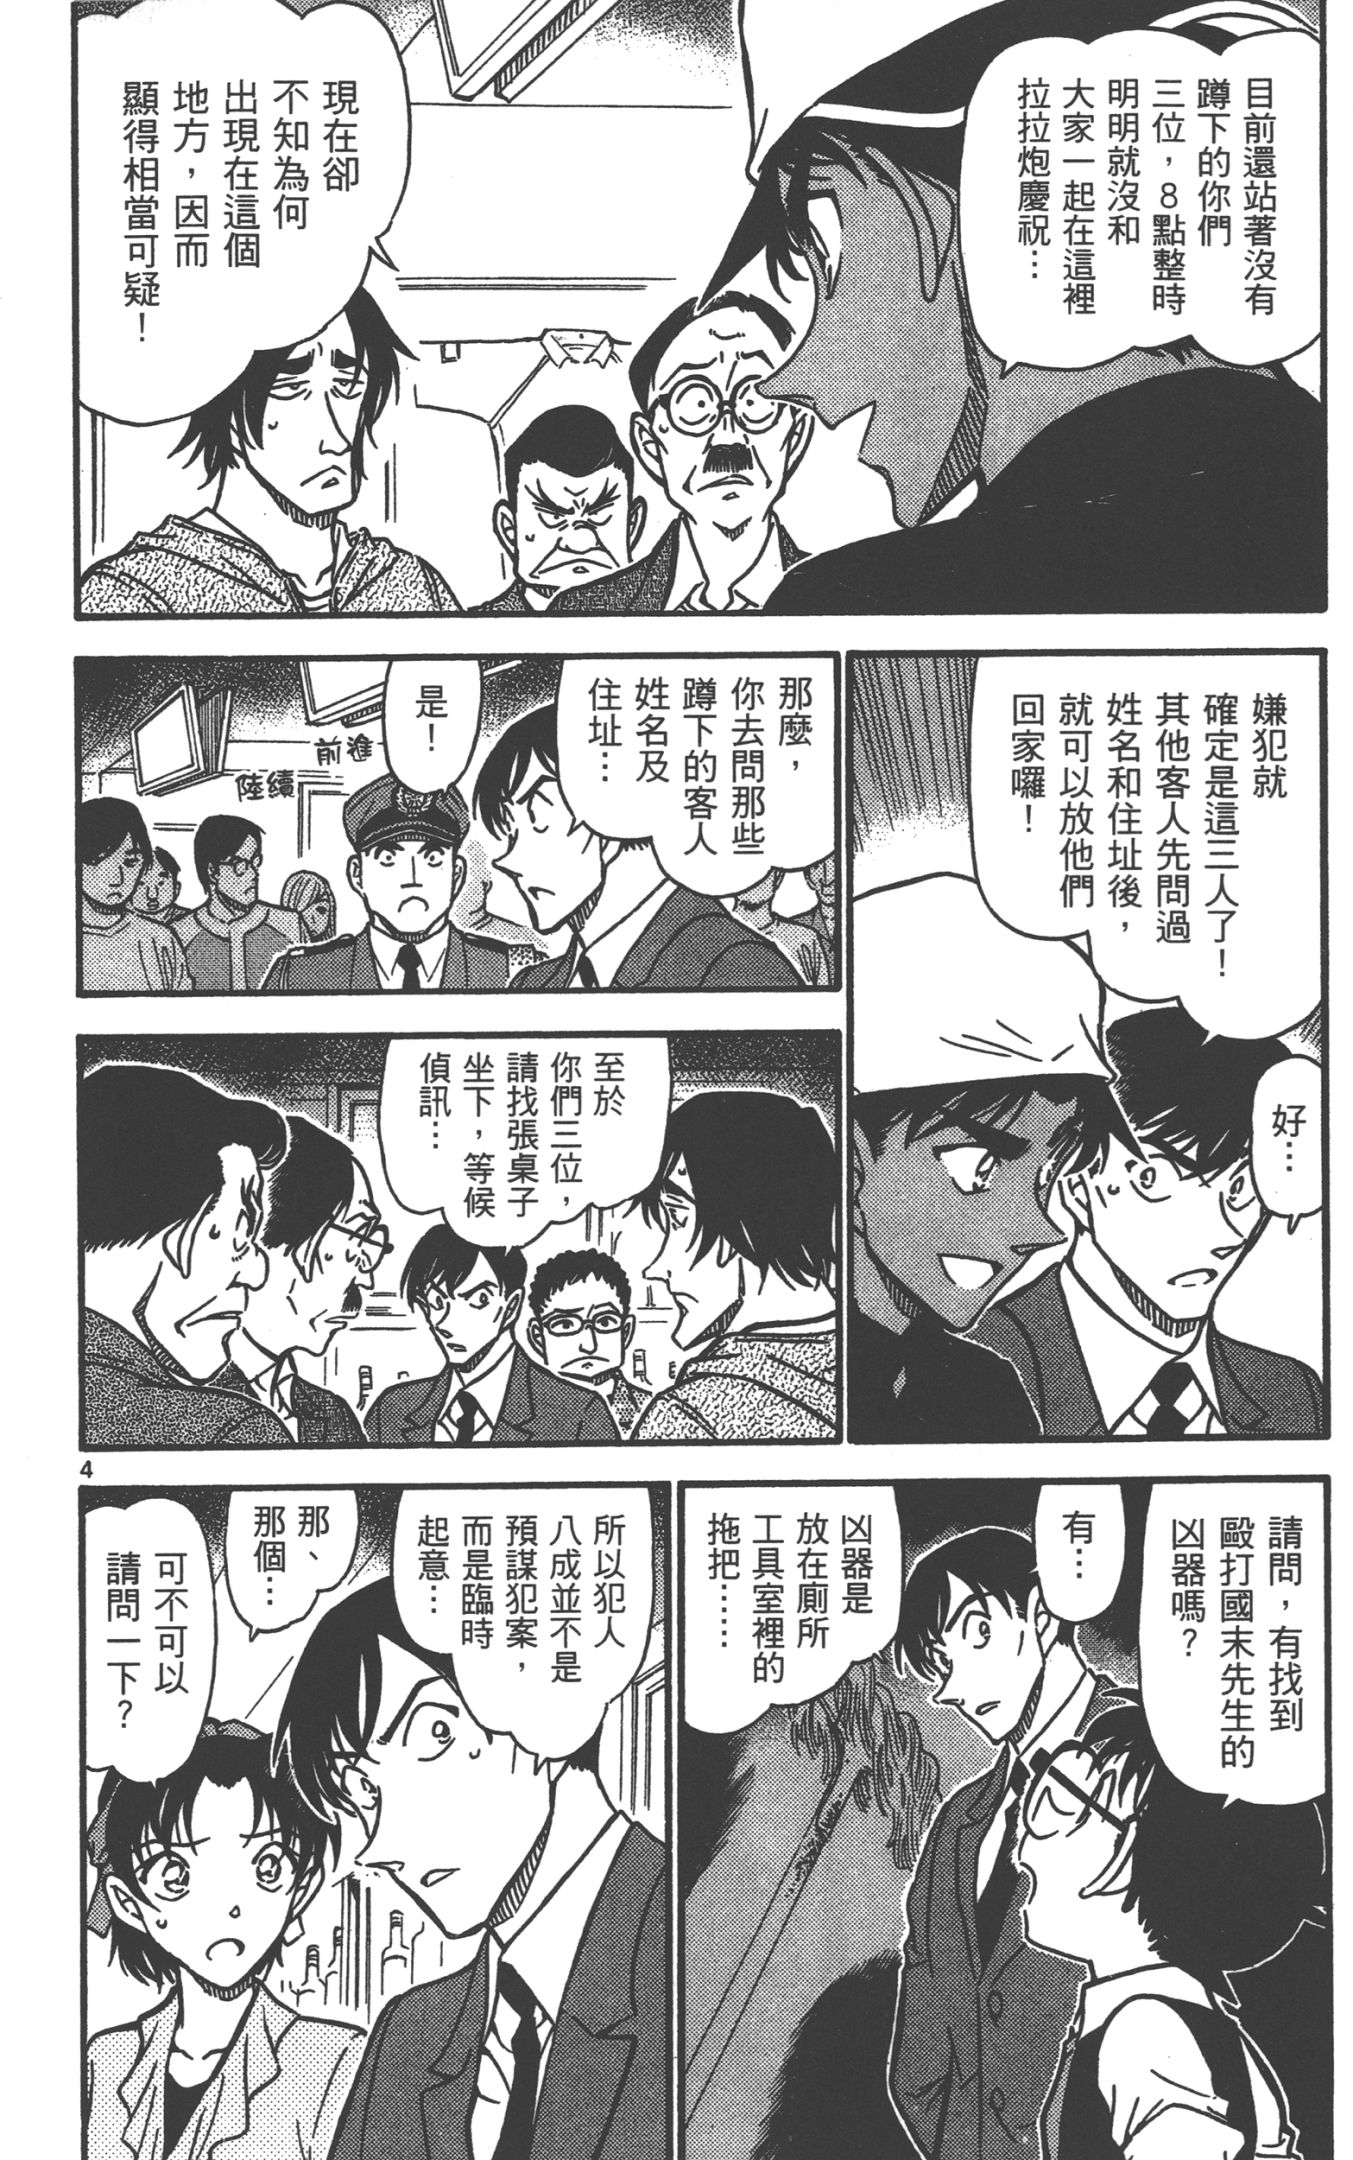 目前還站著沒有
蹲下的你們
三位，8點整時
明明就沒和
大家一起在這裡
拉拉炮慶祝…
現在卻
不知為何
出現在這個
地方，因而
顯得相當可疑！
嫌犯就
確定是這三人了！
其他客人先問過
姓名和住址後，
就可以放他們
回家囉！
好…
那麼，
你去問那些
蹲下的客人
姓名及
住址…
是！
前進
陸續
至於
你們三位，
請找張桌子
坐下，等候
偵訊…
4
請問，有找到
毆打國末先生的
凶器嗎？
有…
凶器是
放在廁所
工具室裡的
拖把……
所以犯人
八成並不是
預謀犯案，
而是臨時
起意…
那、
那個…
可不可以
請問一下？